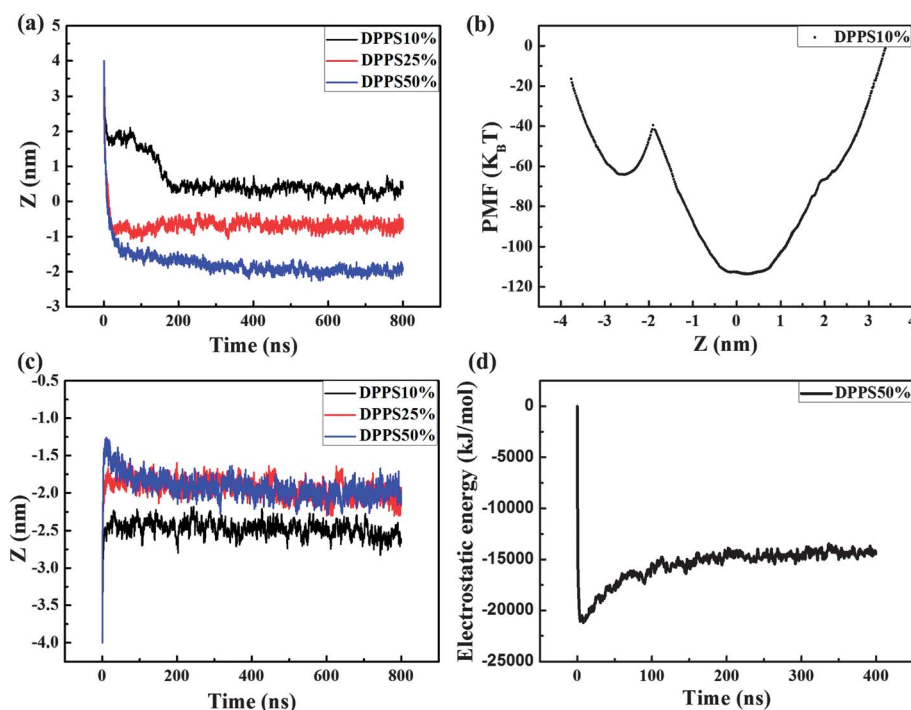 (a)
DPPS10%
DPPS25%
DPPS50%
5
4
3
2
1
0
-1
-2
-3
Z (nm)
0
200
400
600
800
Time (ns)
(b)
DPPS10%
0
-20
-40
-60
-80
-100
-120
PMF (KBT)
-4
-3
-2
-1
0
1
2
3
4
Z (nm)
(c)
DPPS10%
DPPS25%
DPPS50%
-0.5
-1.0
-1.5
-2.0
-2.5
-3.0
-3.5
-4.0
Z (nm)
0
200
400
600
800
Time (ns)
(d)
DPPS50%
0
-5000
-10000
-15000
-20000
-25000
Electrostatic energy (kJ/mol)
0
100
200
300
400
Time (ns)